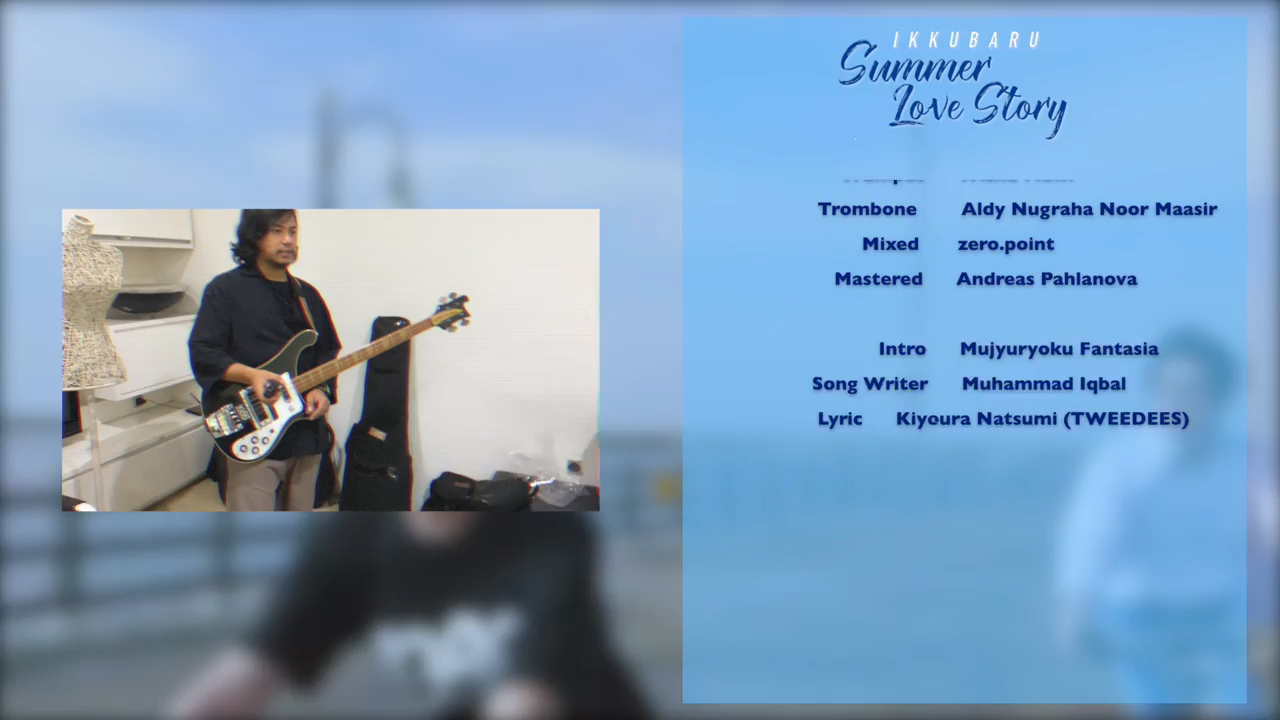 IKKUBARU
Summer
Love Story
Trombone Aldy Nugraha Noor Maasir
Mixed zero.point
Mastered Andreas Pahlanova
Intro Mujyuryoku Fantasia
Song Writer Muhammad Iqbal
Lyric Kiyoura Natsumi (TWEEDEES)